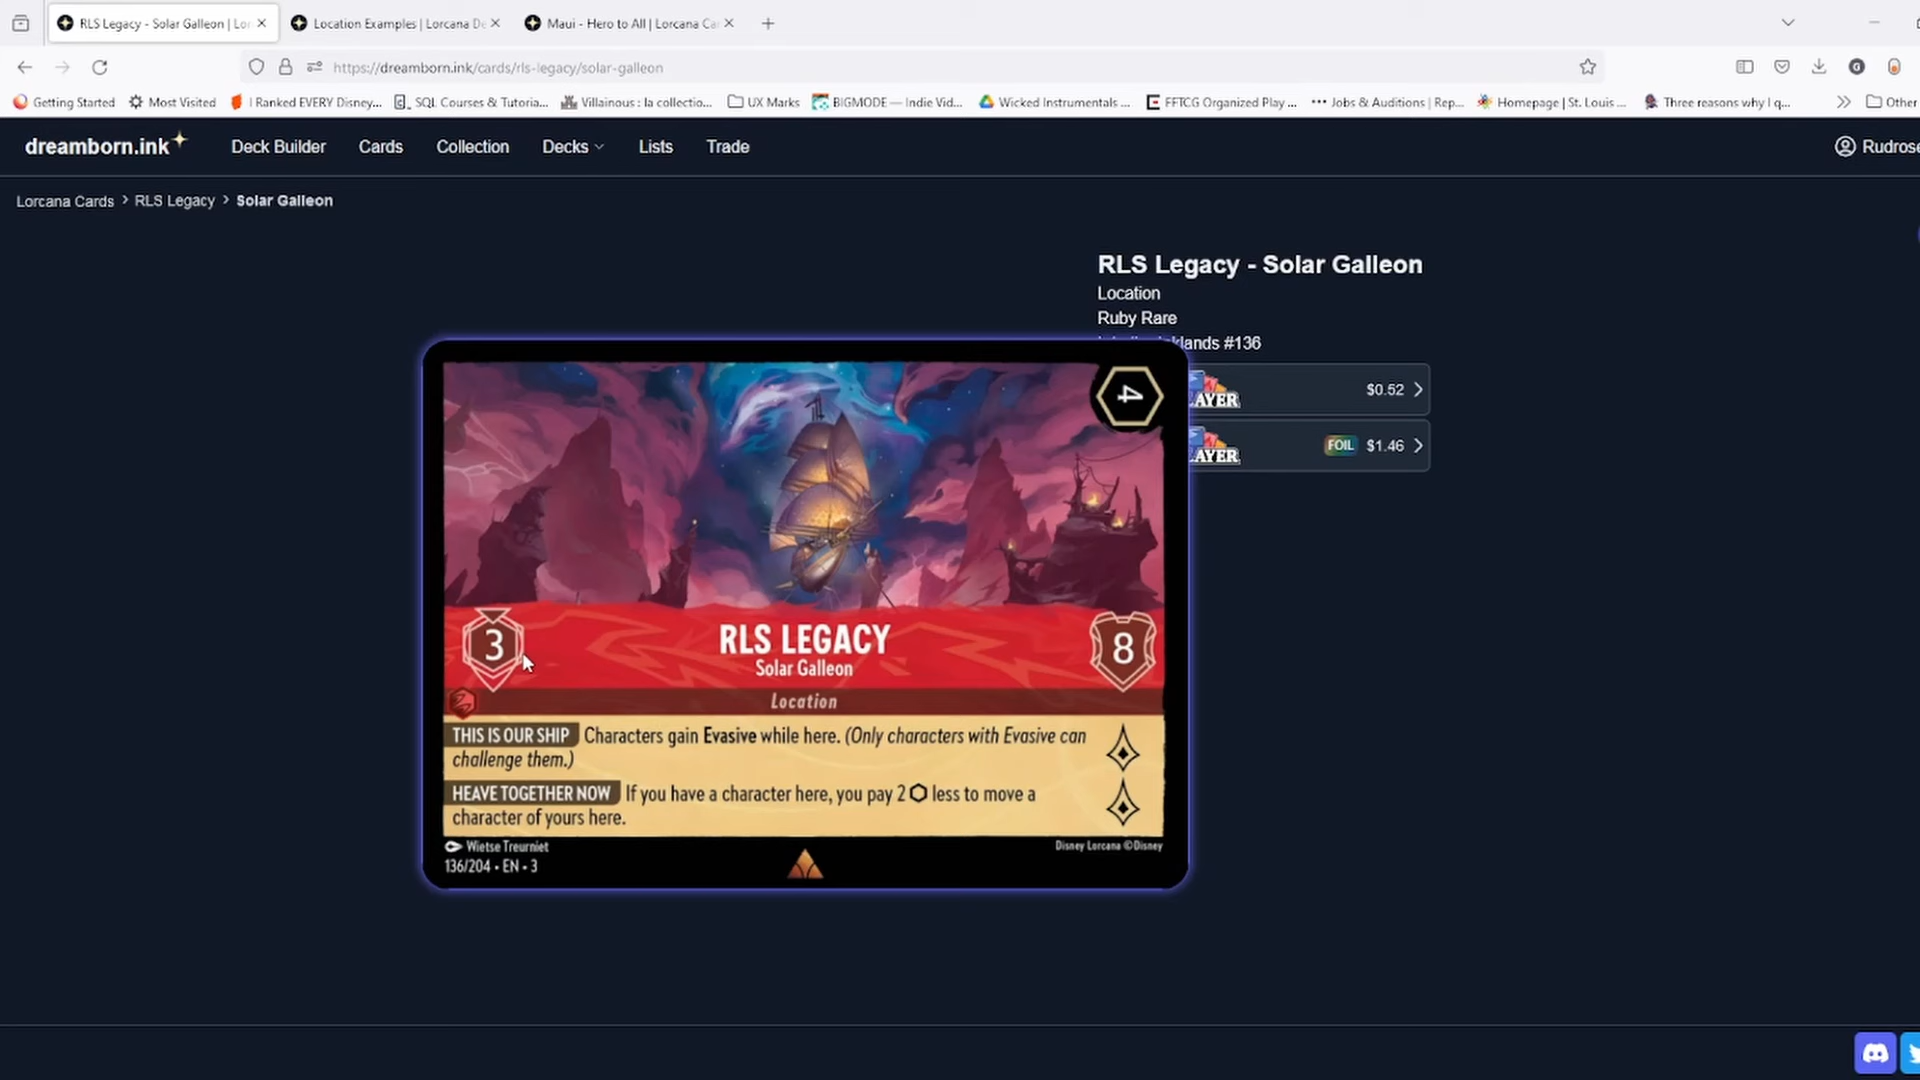 RLS Legacy - Solar Galleon | Lor
Location Examples | Lorcana De
Maui - Hero to All | Lorcana Ca
https://dreamborn.ink/cards/rls-legacy/solar-galleon
Getting Started
Most Visited
I Ranked EVERY Disney...
SQL Courses & Tutoria...
Villainous : la collectio...
UX Marks
BIGMODE — Indie Vid...
Wicked Instrumentals ...
FFTCG Organized Play ...
Jobs & Auditions | Rep...
Homepage | St. Louis ...
Three reasons why I q...
Other
dreamborn.ink
Deck Builder
Cards
Collection
Decks
Lists
Trade
Rudrose
Lorcana Cards > RLS Legacy > Solar Galleon
RLS Legacy - Solar Galleon
Location
Ruby Rare
klands #136
LAYER
$0.52
LAYER
FOIL $1.46
4
3
RLS LEGACY
8
Solar Galleon
Location
THIS IS OUR SHIP Characters gain Evasive while here. (Only characters with Evasive can
challenge them.)
HEAVE TOGETHER NOW If you have a character here, you pay 2 ⬡ less to move a
character of yours here.
Wietse Treurniet
Disney Lorcana ©Disney
136/204 • EN • 3